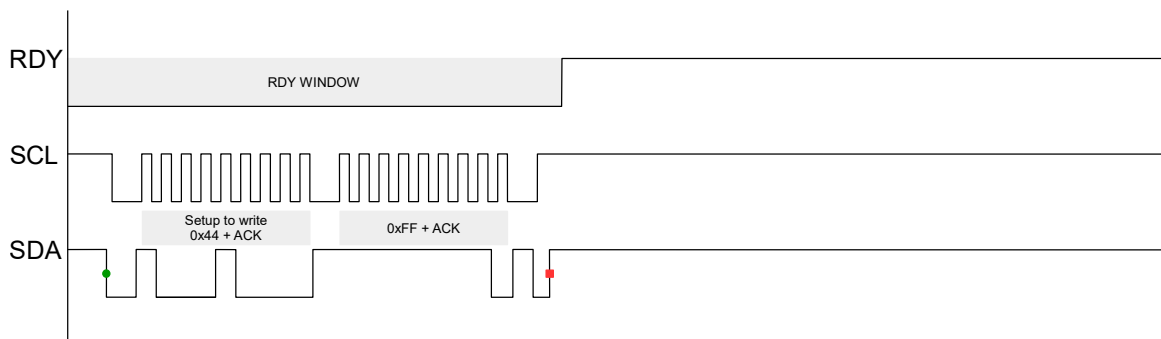 RDY
RDY WINDOW
SCL
Setup to write
0x44 + ACK
0xFF + ACK
SDA